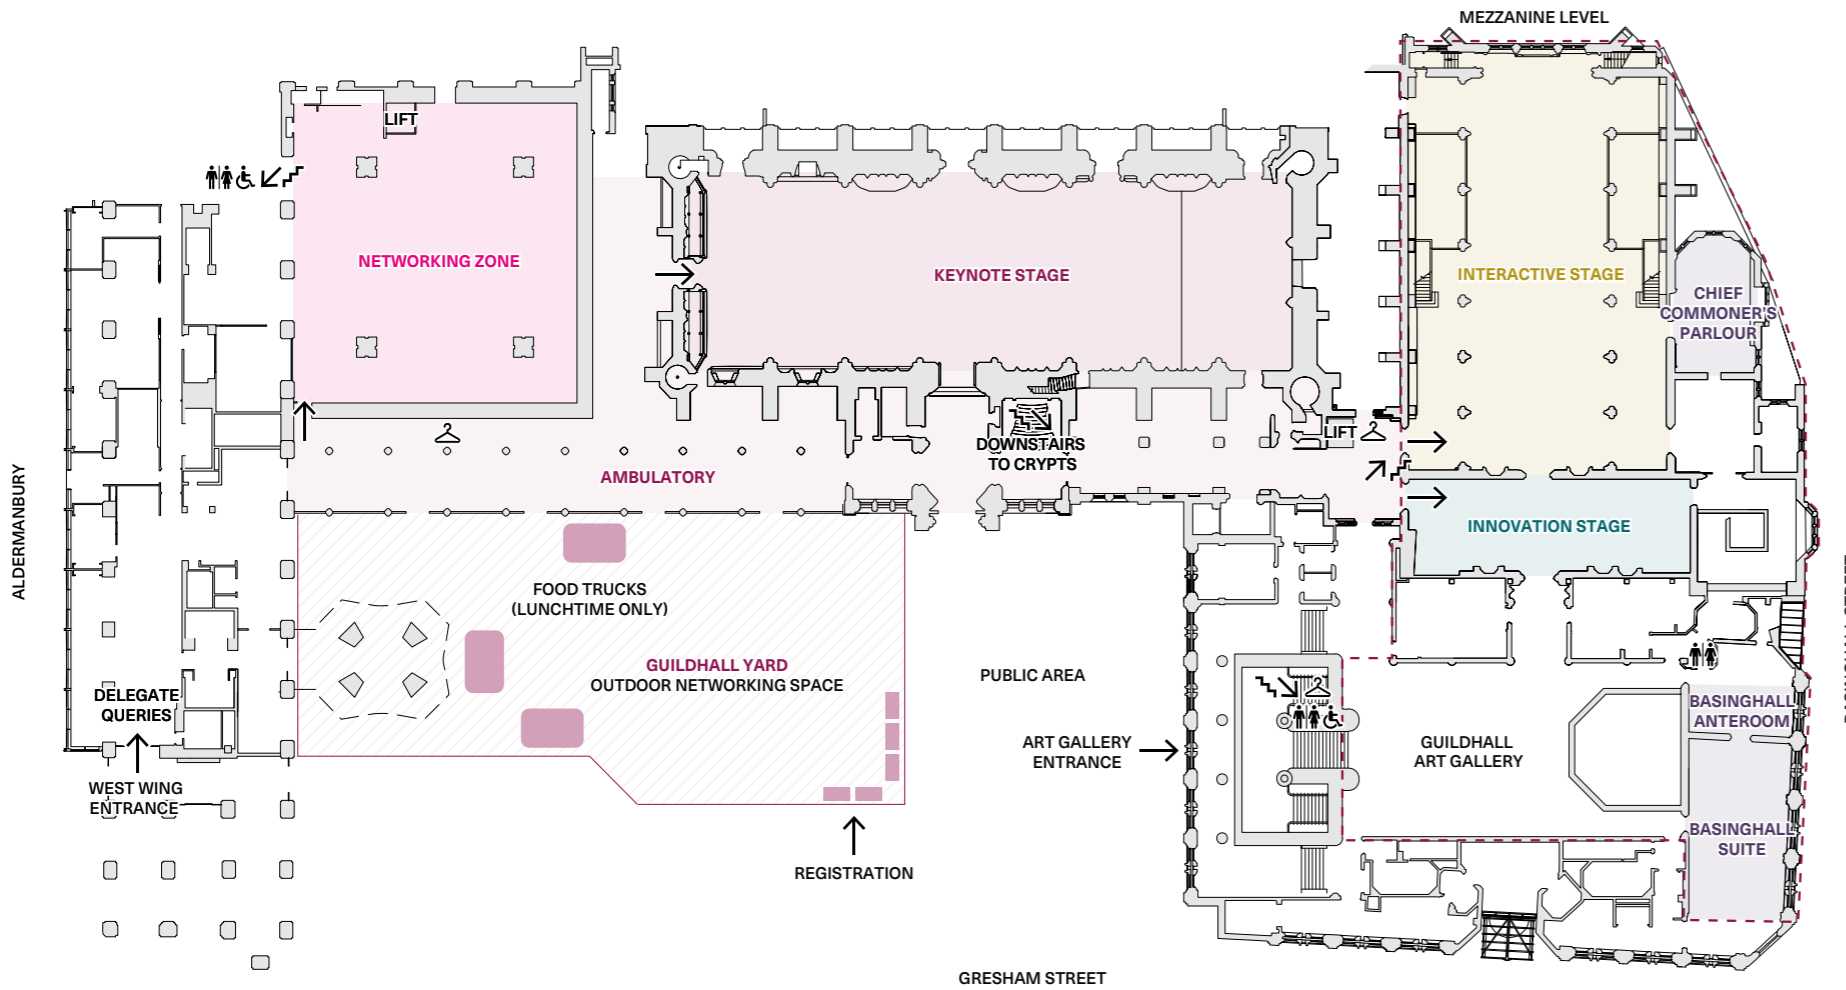 MEZZANINE LEVEL
LIFT
NETWORKING ZONE
KEYNOTE STAGE
INTERACTIVE STAGE
CHIEF
COMMONER'S
PARLOUR
LIFT
DOWNSTAIRS
TO CRYPTS
AMBULATORY
INNOVATION STAGE
ALDERMANBURY
FOOD TRUCKS
(LUNCHTIME ONLY)
GUILDHALL YARD
OUTDOOR NETWORKING SPACE
PUBLIC AREA
DELEGATE
QUERIES
BASINGHALL
ANTEROOM
ART GALLERY
ENTRANCE
GUILDHALL
ART GALLERY
WEST WING
ENTRANCE
BASINGHALL
SUITE
REGISTRATION
GRESHAM STREET